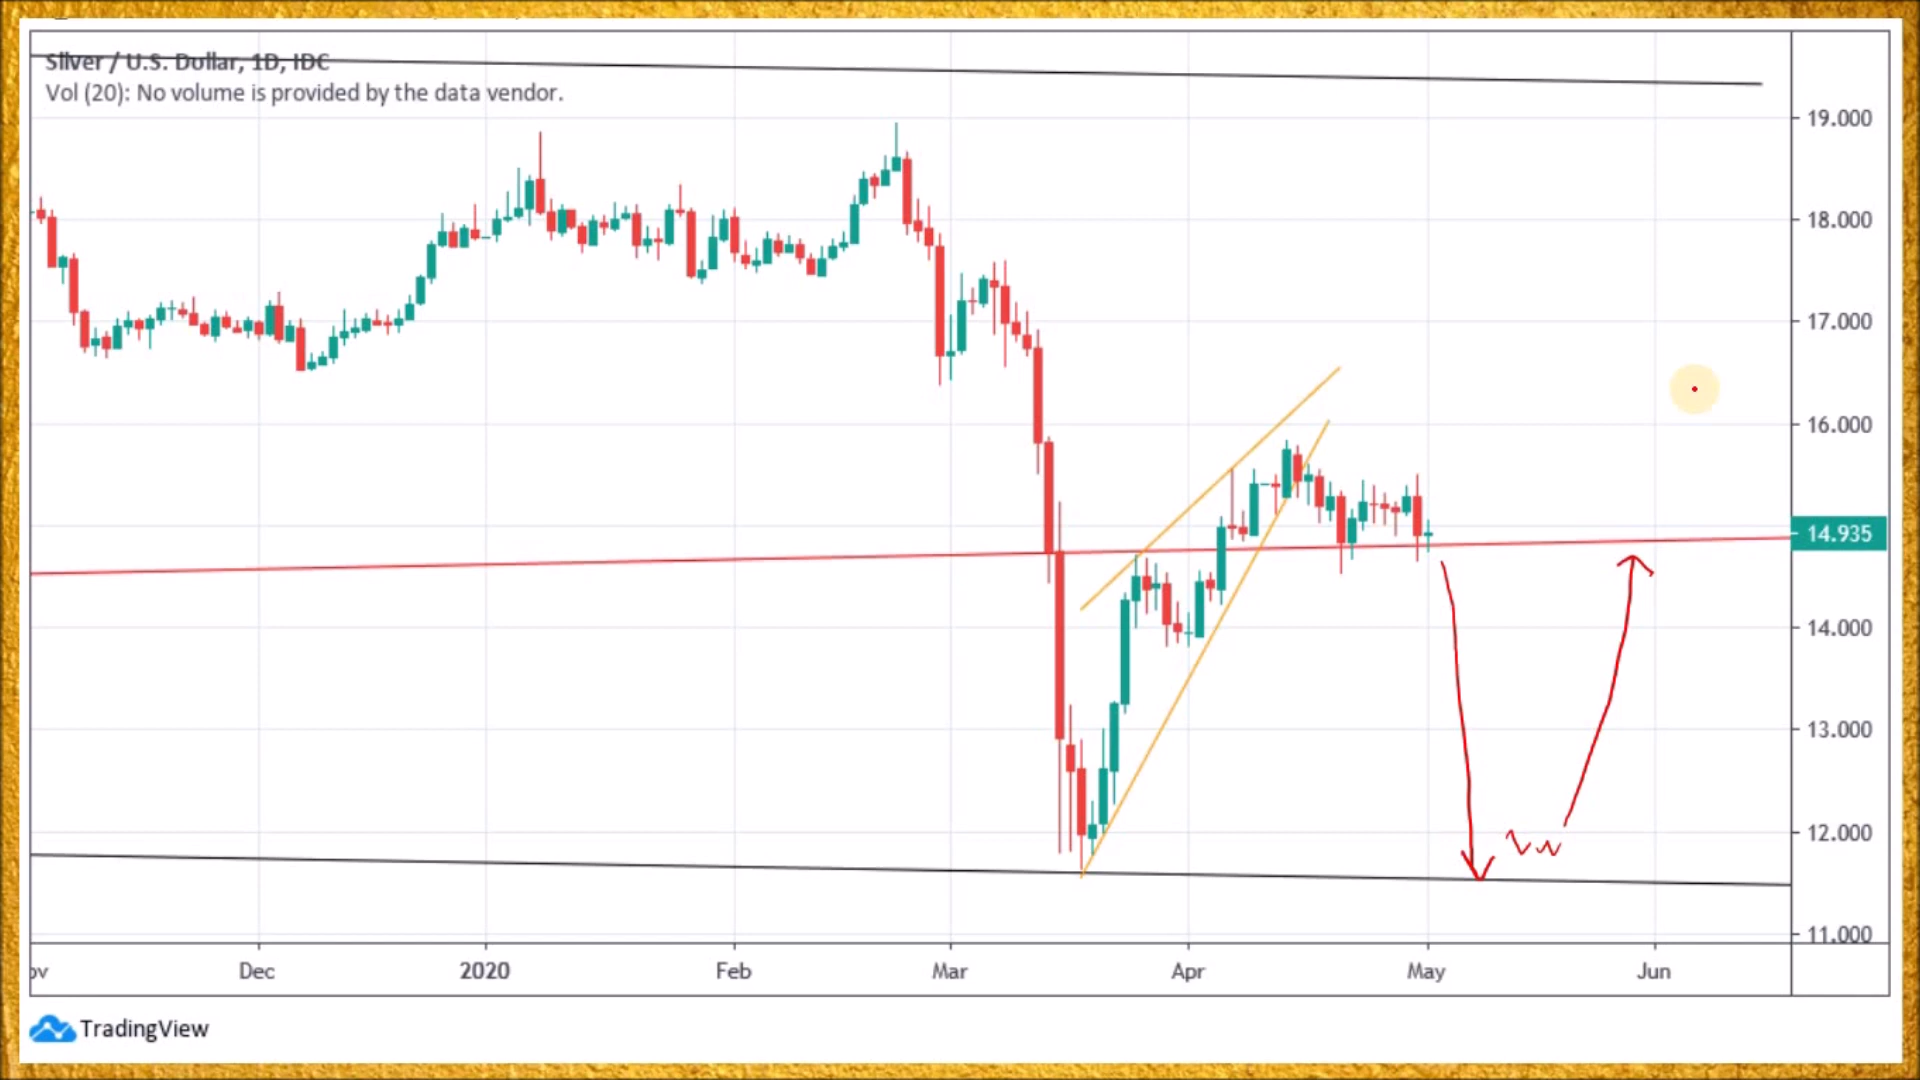 Silver / U.S. Dollar, 1D, IDC
Vol (20): No volume is provided by the data vendor.
19.000
18.000
17.000
16.000
14.935
14.000
13.000
12.000
11.000
ov Dec 2020 Feb Mar Apr May Jun
TradingView